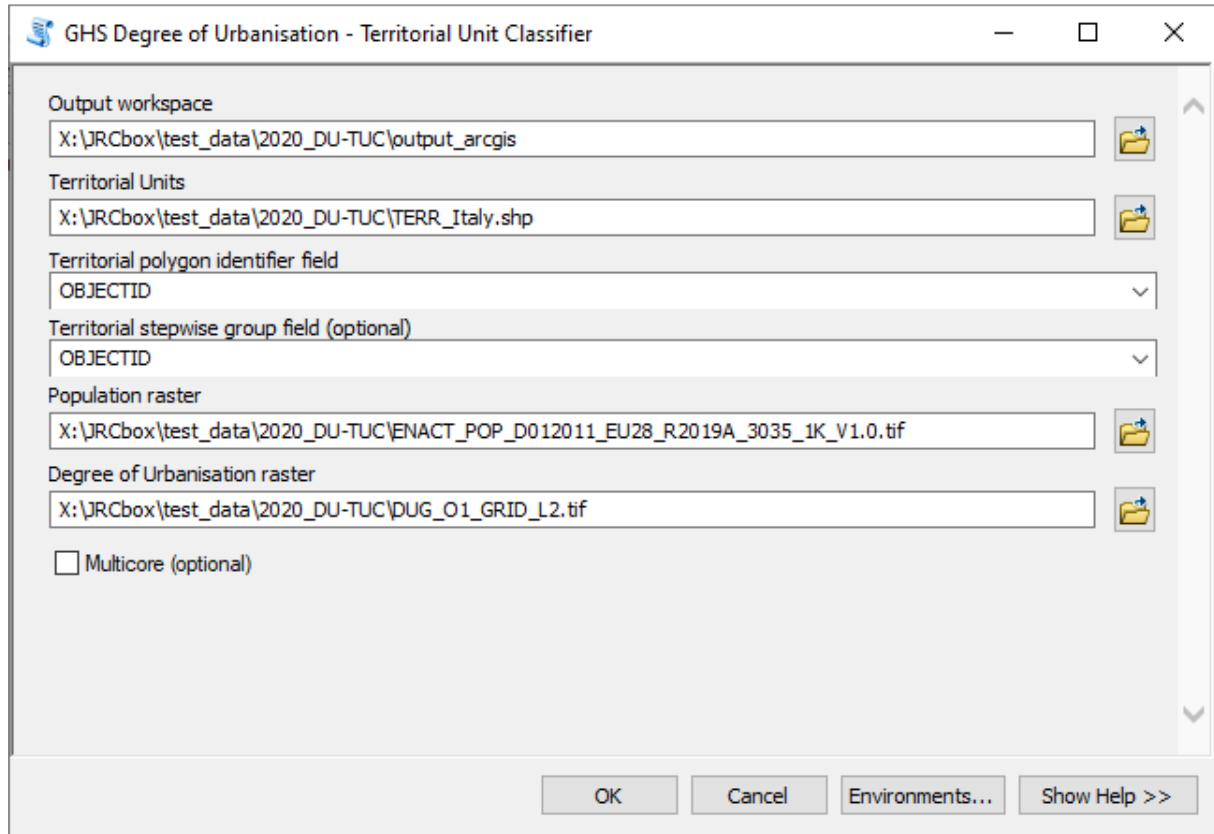 GHS Degree of Urbanisation - Territorial Unit Classifier
Output workspace
X:\JRCbox\test_data\2020_DU-TUC\output_arcgis
Territorial Units
X:\JRCbox\test_data\2020_DU-TUC\TERR_Italy.shp
Territorial polygon identifier field
OBJECTID
Territorial stepwise group field (optional)
OBJECTID
Population raster
X:\JRCbox\test_data\2020_DU-TUC\ENACT_POP_D012011_EU28_R2019A_3035_1K_V1.0.tif
Degree of Urbanisation raster
X:\JRCbox\test_data\2020_DU-TUC\DUG_O1_GRID_L2.tif
Multicore (optional)
OK Cancel Environments... Show Help >>